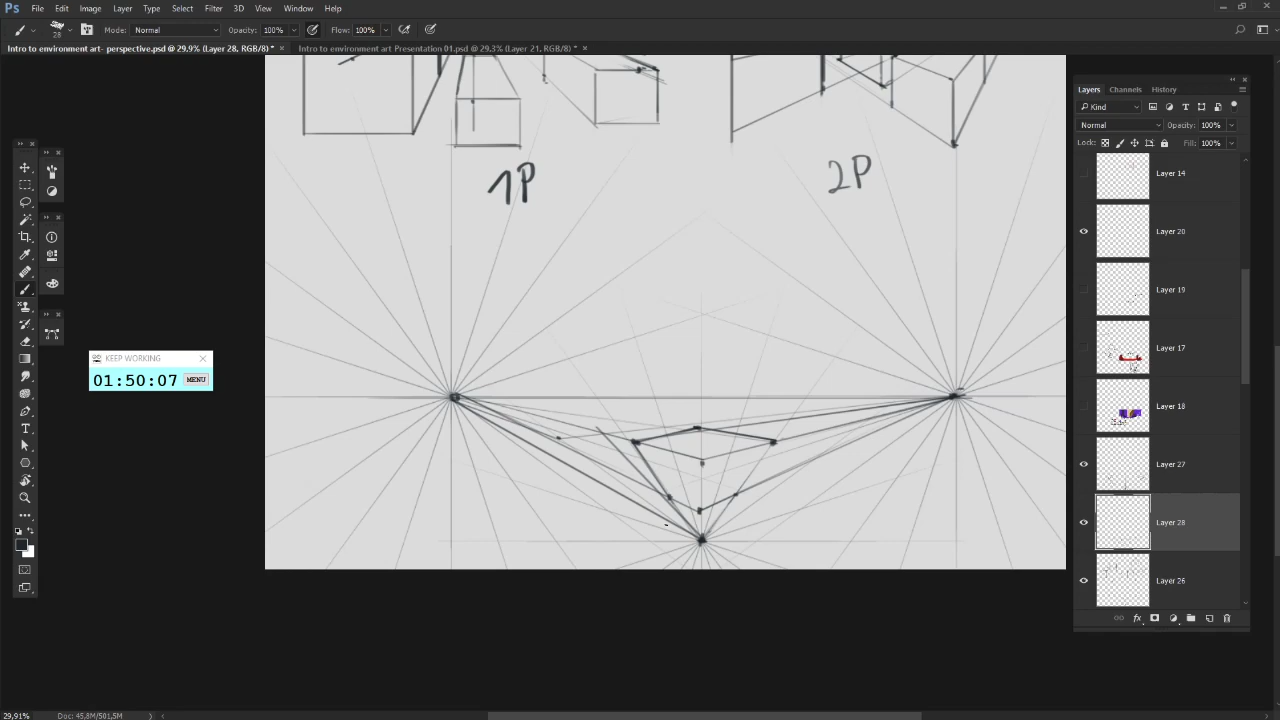 Ps File Edit Image Layer Type Select Filter 3D View Window Help
28 Mode: Normal Opacity: 100% Flow: 100%
Intro to environment art- perspective.psd @ 29,9% (Layer 28, RGB/8) * × Intro to environment art Presentation 01.psd @ 29,3% (Layer 21, RGB/8) * ×
Layers Channels History
Kind
Normal Opacity: 100%
Lock: Fill: 100%
Layer 14
1P 2P
Layer 20
Layer 19
Layer 17
KEEP WORKING
01:50:07 MENU
Layer 18
Layer 27
Layer 28
Layer 26
fx
29,91% Doc: 45,8M/501,5M